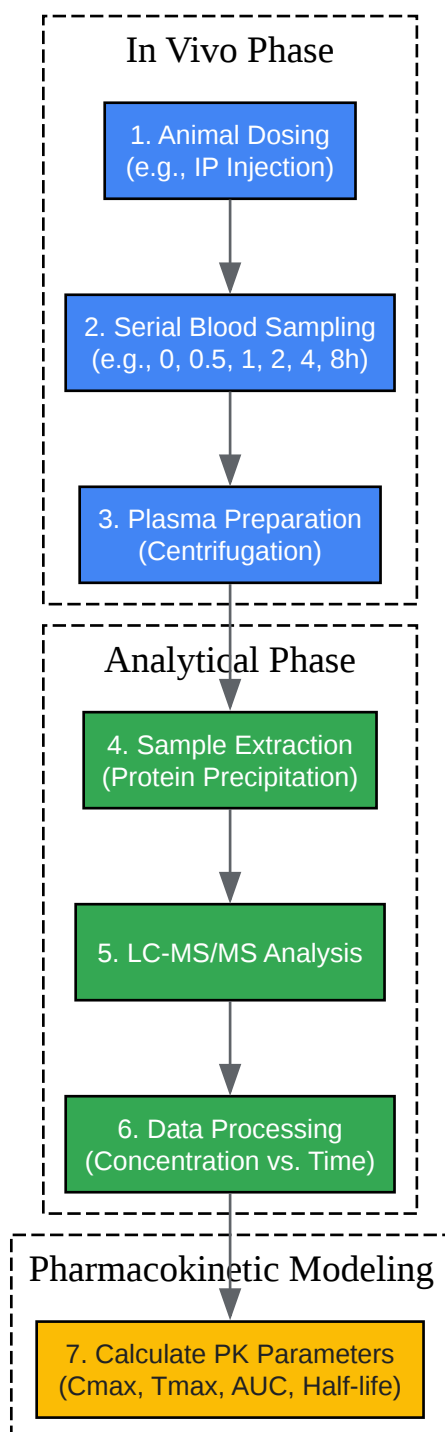 In Vivo Phase
1. Animal Dosing
(e.g., IP Injection)
2. Serial Blood Sampling
(e.g., 0, 0.5, 1, 2, 4, 8h)
3. Plasma Preparation
(Centrifugation)
Analytical Phase
4. Sample Extraction
(Protein Precipitation)
5. LC-MS/MS Analysis
6. Data Processing
(Concentration vs. Time)
Pharmacokinetic Modeling
7. Calculate PK Parameters
(Cmax, Tmax, AUC, Half-life)